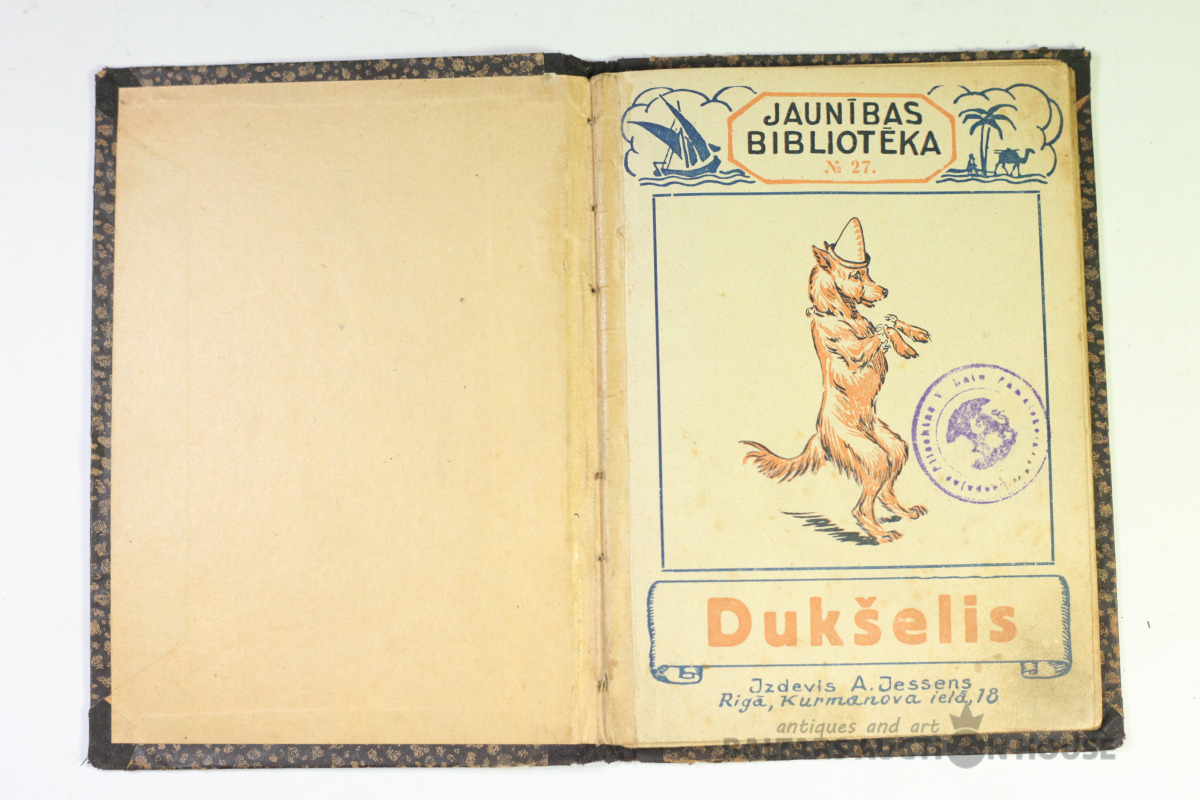 JAUNĪBAS
BIBLIOTĒKA
№ 27.
Dukšelis
Izdevis A. Jessens
Rigā, Kurmanova ielā, 18
antiques and art